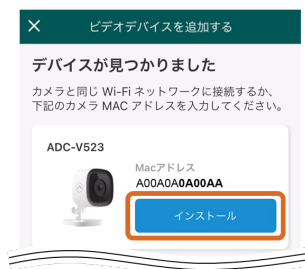 × ビデオデバイスを追加する
デバイスが見つかりました
カメラと同じ Wi-Fi ネットワークに接続するか、
下記のカメラ MAC アドレスを入力してください。
ADC-V523
Macアドレス
A00A0A0A00AA
インストール